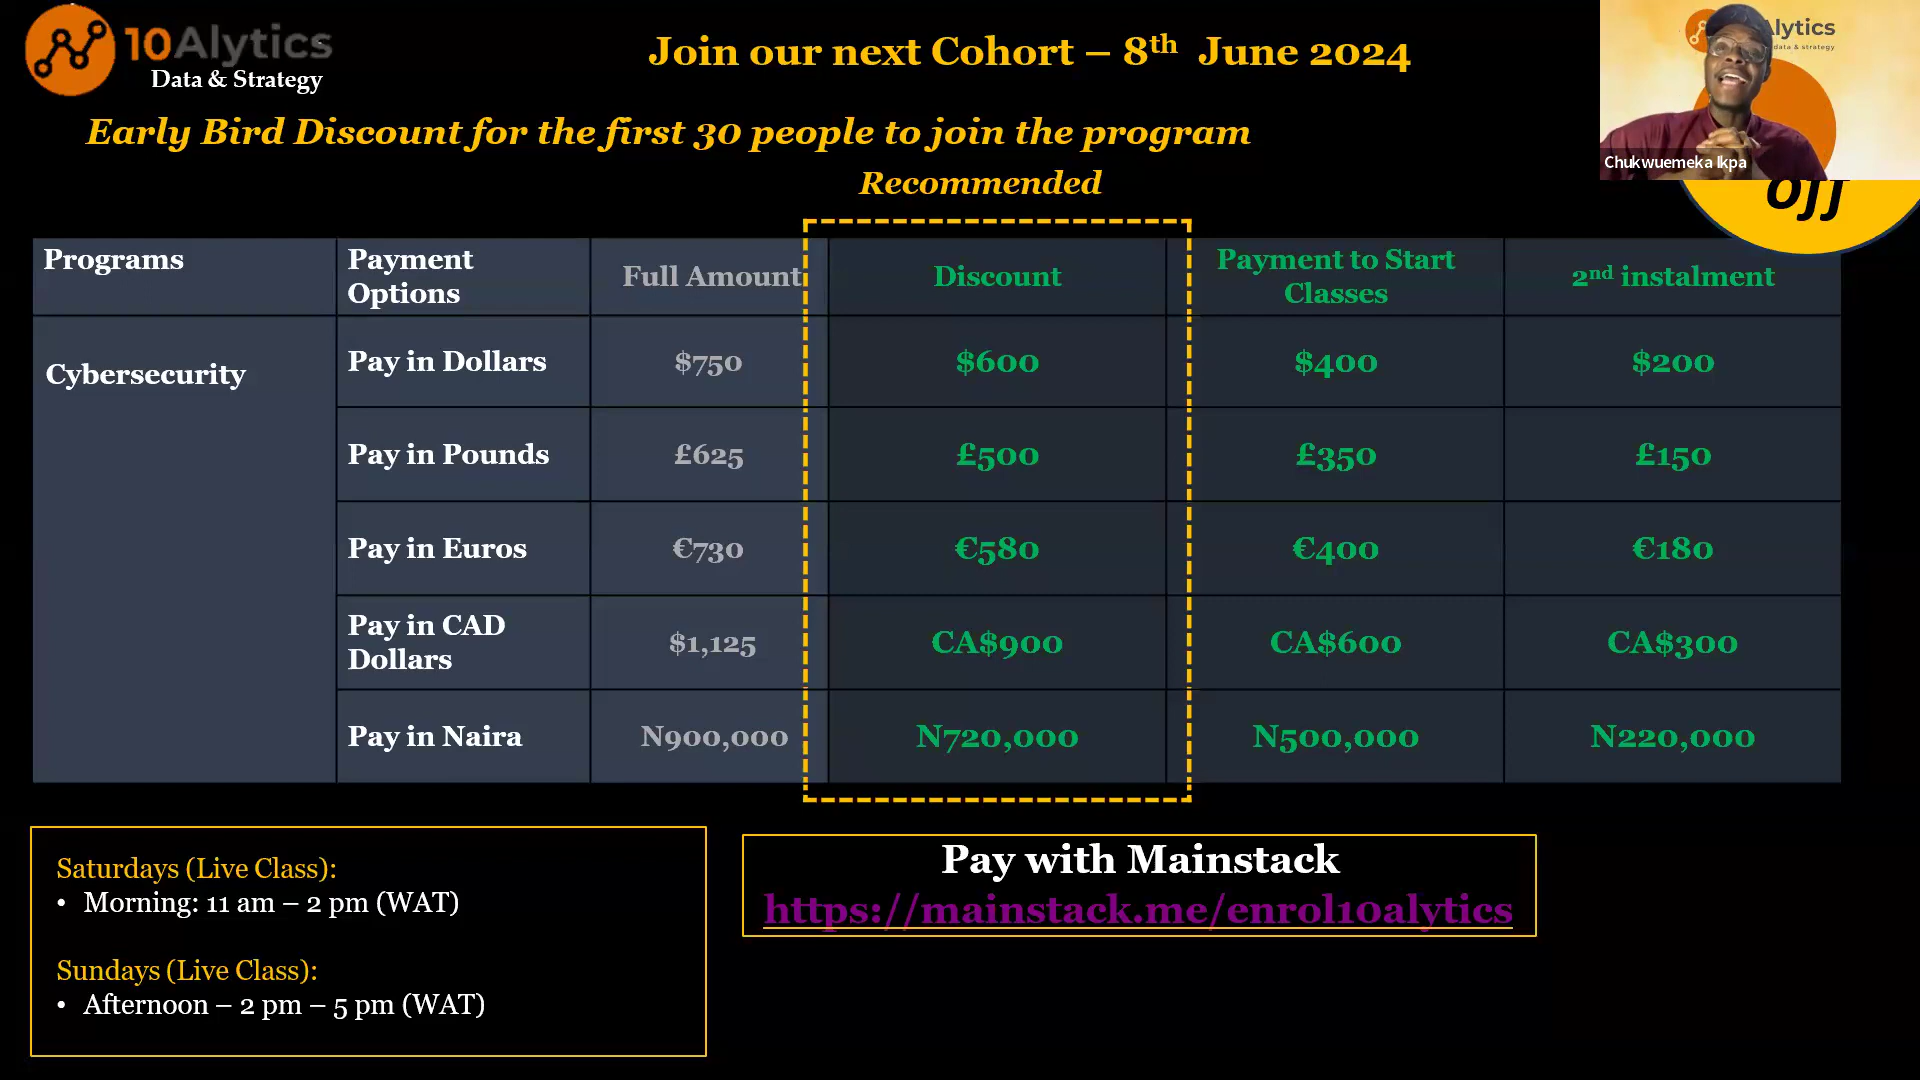 10Alytics
Data & Strategy
Join our next Cohort – 8th June 2024
Early Bird Discount for the first 30 people to join the program
Recommended
Alytics
data & strategy
Chukwuemeka Ikpa
off
Programs
Payment Options
Full Amount
Discount
Payment to Start Classes
2nd instalment
Cybersecurity
Pay in Dollars
$750
$600
$400
$200
Pay in Pounds
£625
£500
£350
£150
Pay in Euros
€730
€580
€400
€180
Pay in CAD Dollars
$1,125
CA$900
CA$600
CA$300
Pay in Naira
N900,000
N720,000
N500,000
N220,000
Saturdays (Live Class):
• Morning: 11 am – 2 pm (WAT)
Sundays (Live Class):
• Afternoon – 2 pm – 5 pm (WAT)
Pay with Mainstack
https://mainstack.me/enrol10alytics